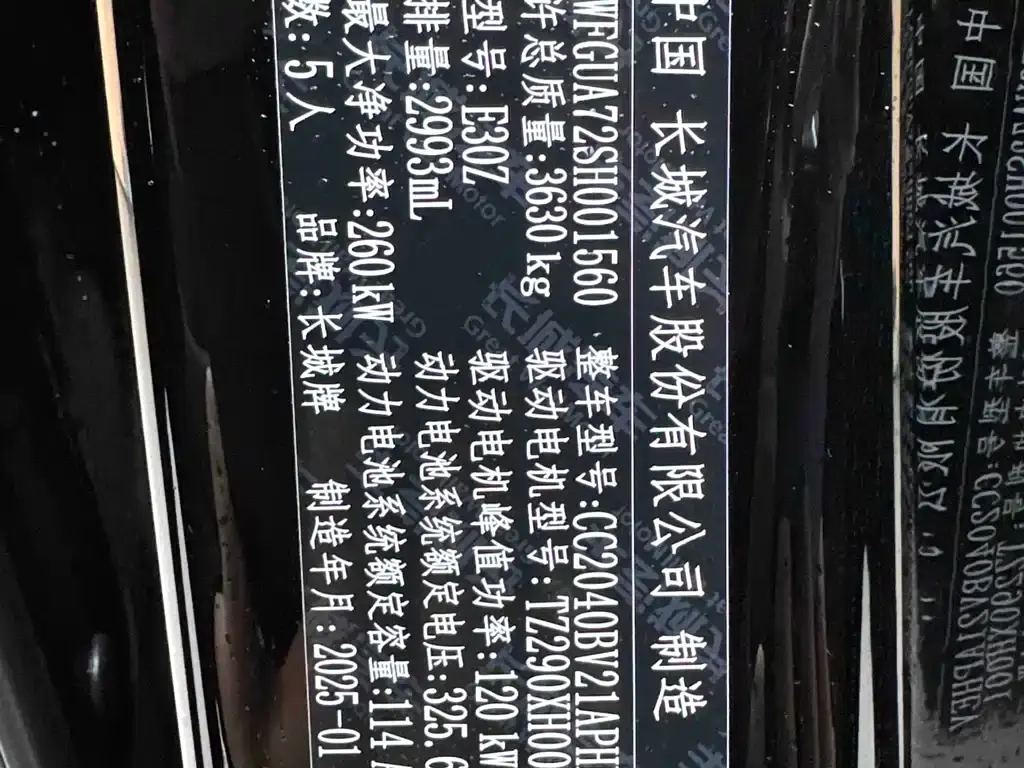 中国 长城汽车股份有限公司 制造
WFGUA72SH001560 整车型号:CC2040BV21APH
许总质量:3630kg 驱动电机型号:TZ290XH00
型号:E30Z 驱动电机峰值功率:120 kW
排量:2993mL 动力电池系统额定电压:325.6
最大净功率:260kW 动力电池系统额定容量:114
数:5人 品牌:长城牌 制造年月:2025-01